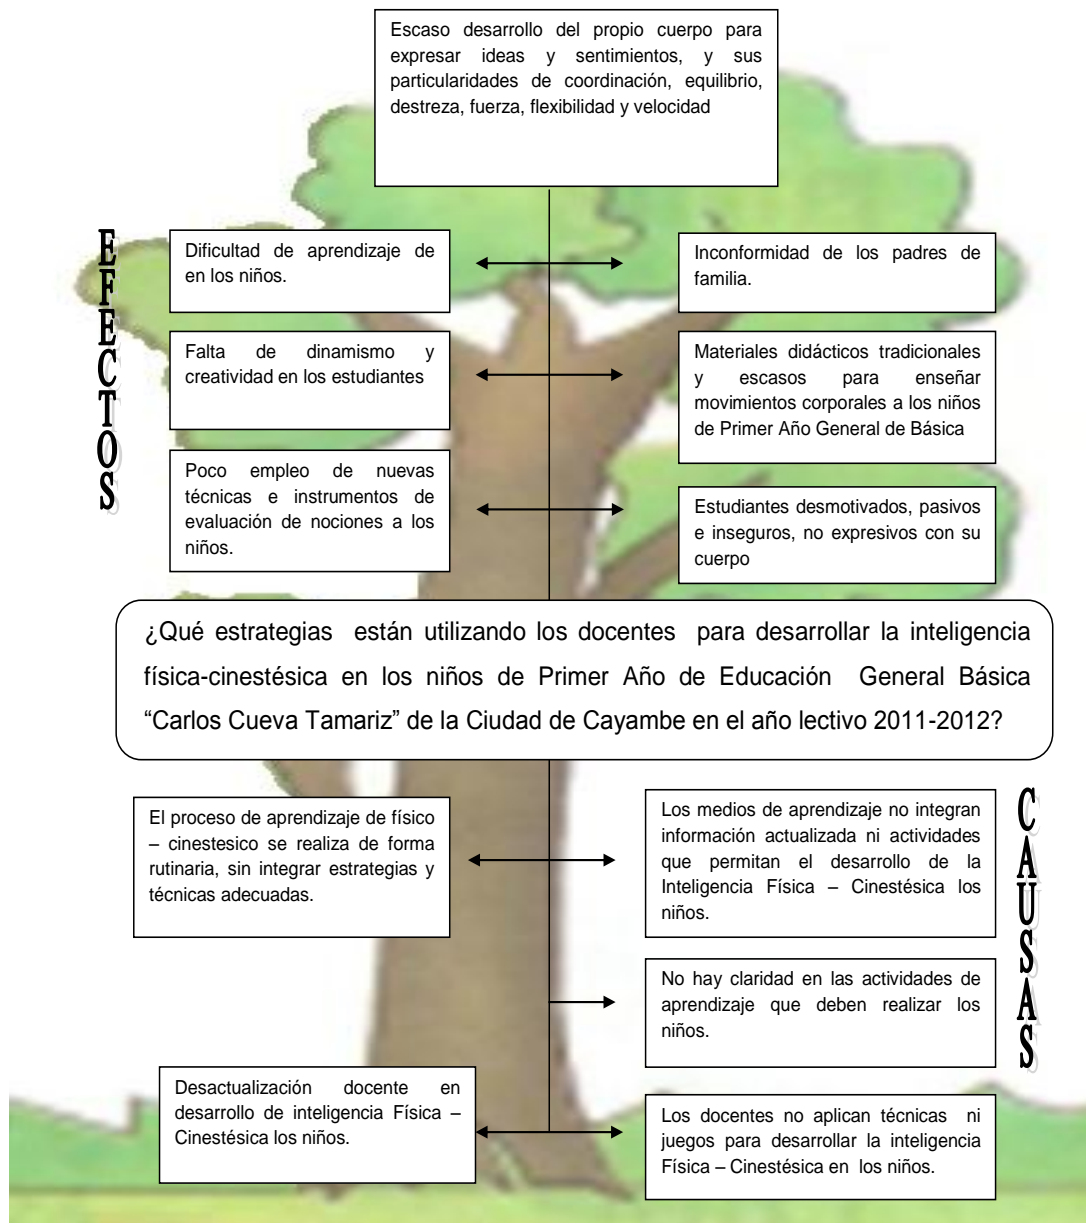 Escaso desarrollo del propio cuerpo para
expresar ideas y sentimientos, y sus
particularidades de coordinación, equilibrio,
destreza, fuerza, flexibilidad y velocidad
EFECTOS
Dificultad de aprendizaje de
en los niños.
Inconformidad de los padres de
familia.
Falta de dinamismo y
creatividad en los estudiantes
Materiales didácticos tradicionales
y escasos para enseñar
movimientos corporales a los niños
de Primer Año General de Básica
Poco empleo de nuevas
técnicas e instrumentos de
evaluación de nociones a los
niños.
Estudiantes desmotivados, pasivos
e inseguros, no expresivos con su
cuerpo
¿Qué estrategias están utilizando los docentes para desarrollar la inteligencia
física-cinestésica en los niños de Primer Año de Educación General Básica
“Carlos Cueva Tamariz” de la Ciudad de Cayambe en el año lectivo 2011-2012?
El proceso de aprendizaje de físico
– cinestesico se realiza de forma
rutinaria, sin integrar estrategias y
técnicas adecuadas.
Los medios de aprendizaje no integran
información actualizada ni actividades
que permitan el desarrollo de la
Inteligencia Física – Cinestésica los
niños.
CAUSAS
No hay claridad en las actividades de
aprendizaje que deben realizar los
niños.
Desactualización docente en
desarrollo de inteligencia Física –
Cinestésica los niños.
Los docentes no aplican técnicas ni
juegos para desarrollar la inteligencia
Física – Cinestésica en los niños.